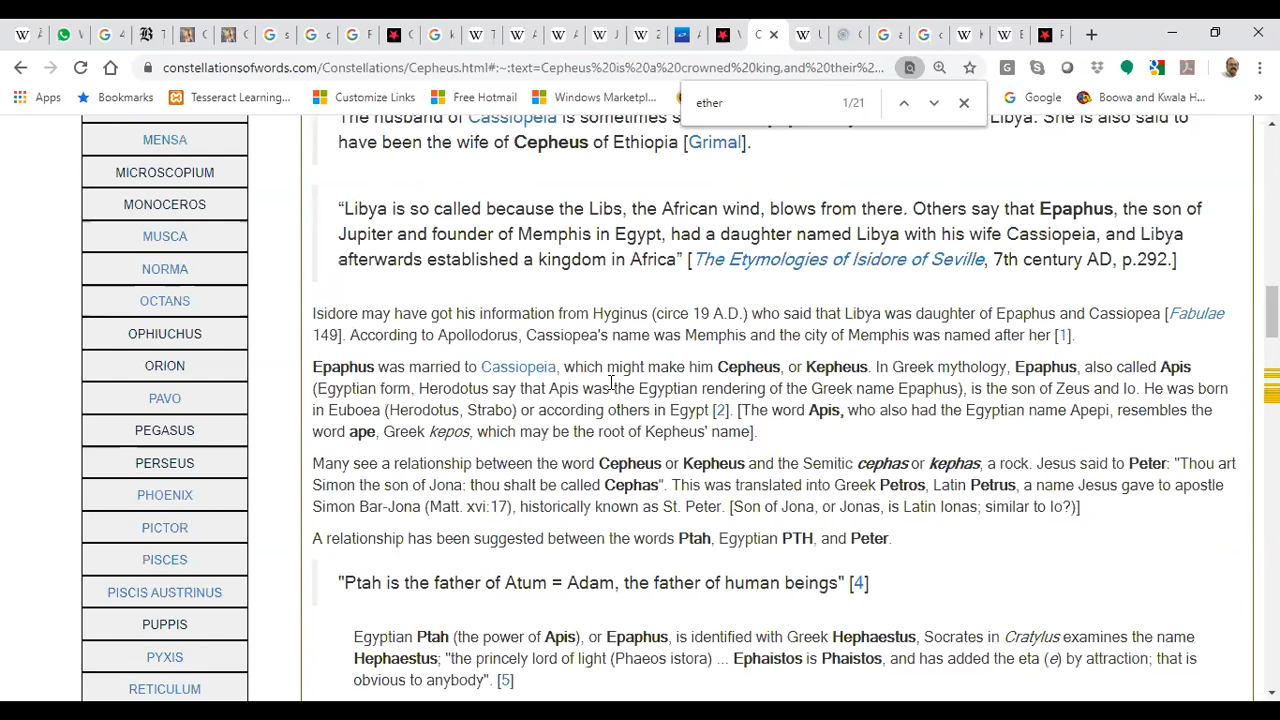 constellationsofwords.com/Constellations/Cepheus.html#:~:text=Cepheus%20is%20a%20crowned%20king,and%20their%2...
ether 1/21
Apps Bookmarks Tesseract Learning... Customize Links Free Hotmail Windows Marketpl... Google Boowa and Kwala H... »
The husband of Cassiopeia is sometimes Libya. She is also said to
have been the wife of Cepheus of Ethiopia [Grimal].
MENSA
MICROSCOPIUM
MONOCEROS
MUSCA
NORMA
OCTANS
OPHIUCHUS
ORION
PAVO
PEGASUS
PERSEUS
PHOENIX
PICTOR
PISCES
PISCIS AUSTRINUS
PUPPIS
PYXIS
RETICULUM
“Libya is so called because the Libs, the African wind, blows from there. Others say that Epaphus, the son of
Jupiter and founder of Memphis in Egypt, had a daughter named Libya with his wife Cassiopeia, and Libya
afterwards established a kingdom in Africa” [The Etymologies of Isidore of Seville, 7th century AD, p.292.]
Isidore may have got his information from Hyginus (circe 19 A.D.) who said that Libya was daughter of Epaphus and Cassiopea [Fabulae
149]. According to Apollodorus, Cassiopea's name was Memphis and the city of Memphis was named after her [1].
Epaphus was married to Cassiopeia, which might make him Cepheus, or Kepheus. In Greek mythology, Epaphus, also called Apis
(Egyptian form, Herodotus say that Apis was the Egyptian rendering of the Greek name Epaphus), is the son of Zeus and Io. He was born
in Euboea (Herodotus, Strabo) or according others in Egypt [2]. [The word Apis, who also had the Egyptian name Apepi, resembles the
word ape, Greek kepos, which may be the root of Kepheus' name].
Many see a relationship between the word Cepheus or Kepheus and the Semitic cephas or kephas, a rock. Jesus said to Peter: "Thou art
Simon the son of Jona: thou shalt be called Cephas". This was translated into Greek Petros, Latin Petrus, a name Jesus gave to apostle
Simon Bar-Jona (Matt. xvi:17), historically known as St. Peter. [Son of Jona, or Jonas, is Latin Ionas; similar to Io?)]
A relationship has been suggested between the words Ptah, Egyptian PTH, and Peter.
"Ptah is the father of Atum = Adam, the father of human beings" [4]
Egyptian Ptah (the power of Apis), or Epaphus, is identified with Greek Hephaestus, Socrates in Cratylus examines the name
Hephaestus; "the princely lord of light (Phaeos istora) ... Ephaistos is Phaistos, and has added the eta (e) by attraction; that is
obvious to anybody". [5]